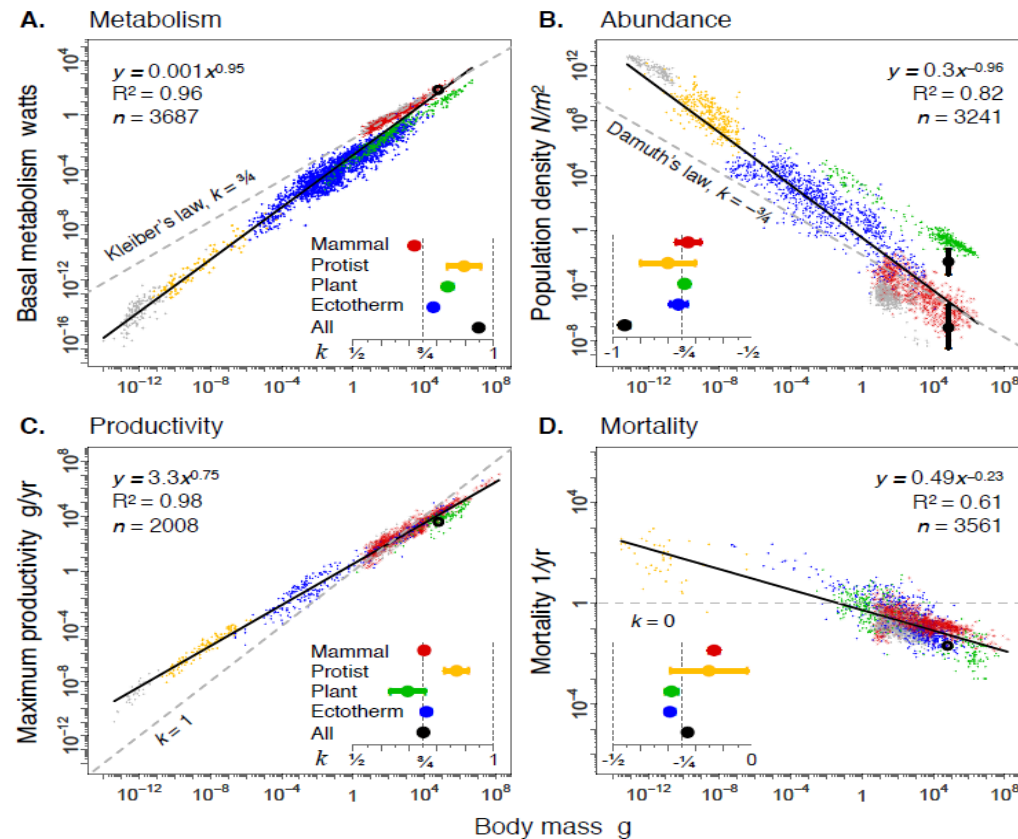 A. Metabolism
y = 0.001x^0.95
R² = 0.96
n = 3687
Kleiber's law, k = ¾
Basal metabolism watts
10^4
1
10^-4
10^-8
10^-12
10^-16
Mammal
Protist
Plant
Ectotherm
All
k ½ ¾ 1
10^-12 10^-8 10^-4 1 10^4 10^8
B. Abundance
y = 0.3x^-0.96
R² = 0.82
n = 3241
Damuth's law, k = -¾
Population density N/m²
10^12
10^8
10^4
1
10^-4
10^-8
-1 -¾ -½
10^-12 10^-8 10^-4 1 10^4 10^8
C. Productivity
y = 3.3x^0.75
R² = 0.98
n = 2008
k = 1
Maximum productivity g/yr
10^8
10^4
1
10^-4
10^-8
10^-12
Mammal
Protist
Plant
Ectotherm
All
k ½ ¾ 1
10^-12 10^-8 10^-4 1 10^4 10^8
D. Mortality
y = 0.49x^-0.23
R² = 0.61
n = 3561
k = 0
Mortality 1/yr
10^4
1
10^-4
-½ -¼ 0
10^-12 10^-8 10^-4 1 10^4 10^8
Body mass g